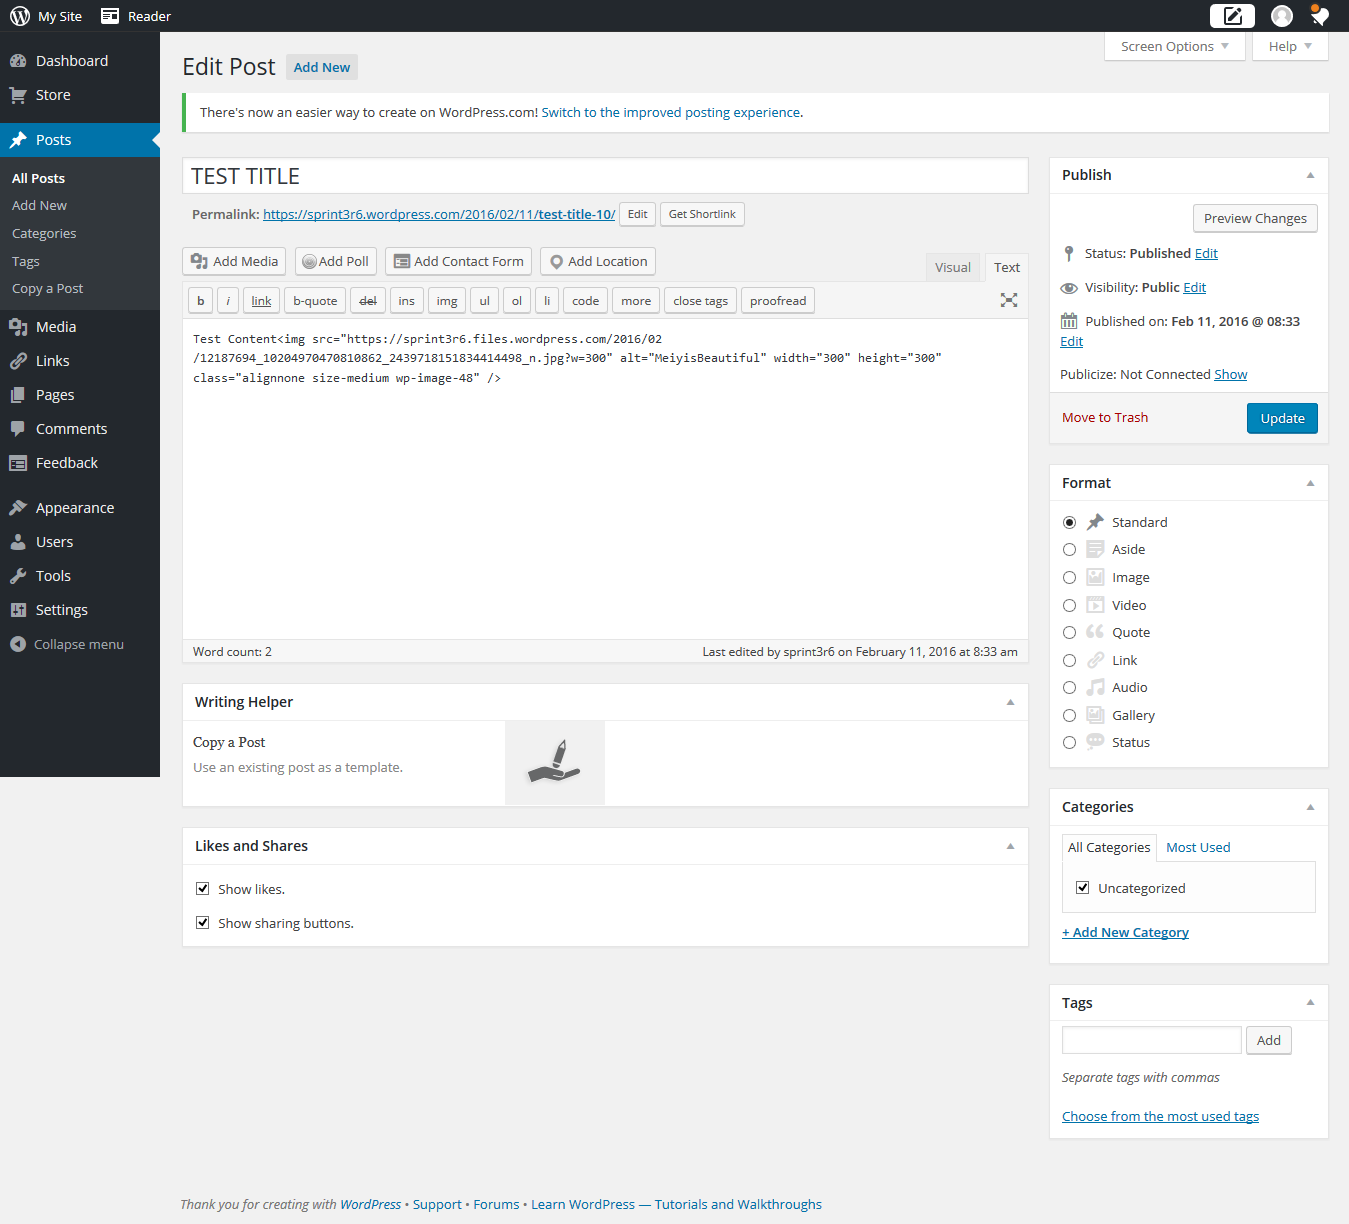 My Site Reader
Screen Options Help
Dashboard
Store
Posts
All Posts
Add New
Categories
Tags
Copy a Post
Media
Links
Pages
Comments
Feedback
Appearance
Users
Tools
Settings
Collapse menu
Edit Post Add New
There's now an easier way to create on WordPress.com! Switch to the improved posting experience.
TEST TITLE
Permalink: https://sprint3r6.wordpress.com/2016/02/11/test-title-10/ Edit Get Shortlink
Add Media Add Poll Add Contact Form Add Location Visual Text
b i link b-quote del ins img ul ol li code more close tags proofread
Test Content<img src="https://sprint3r6.files.wordpress.com/2016/02
/12187694_10204970470810862_2439718151834414498_n.jpg?w=300" alt="MeiyisBeautiful" width="300" height="300"
class="alignnone size-medium wp-image-48" />
Word count: 2 Last edited by sprint3r6 on February 11, 2016 at 8:33 am
Writing Helper
Copy a Post
Use an existing post as a template.
Likes and Shares
Show likes.
Show sharing buttons.
Publish
Preview Changes
Status: Published Edit
Visibility: Public Edit
Published on: Feb 11, 2016 @ 08:33
Edit
Publicize: Not Connected Show
Move to Trash Update
Format
Standard
Aside
Image
Video
Quote
Link
Audio
Gallery
Status
Categories
All Categories Most Used
Uncategorized
+ Add New Category
Tags
Add
Separate tags with commas
Choose from the most used tags
Thank you for creating with WordPress • Support • Forums • Learn WordPress — Tutorials and Walkthroughs